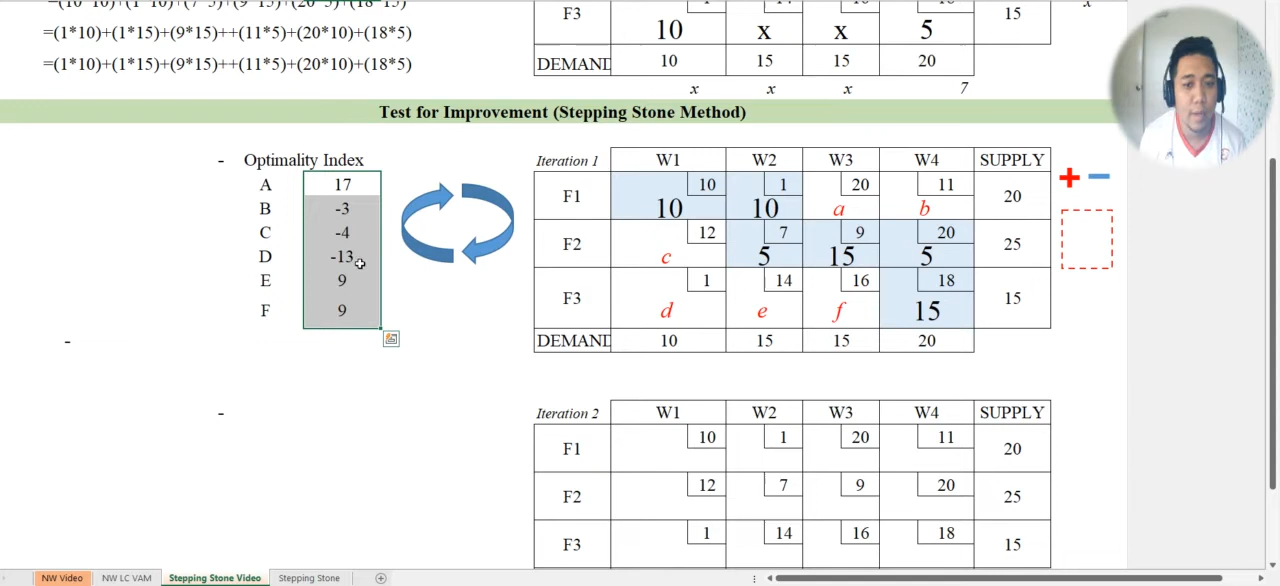 =(1*10)+(1*15)+(9*15)++(11*5)+(20*10)+(18*5)
=(1*10)+(1*15)+(9*15)++(11*5)+(20*10)+(18*5)
F3 15
10 x x 5
DEMAND 10 15 15 20
x x x 7
Test for Improvement (Stepping Stone Method)
- Optimality Index
A 17
B -3
C -4
D -13
E 9
F 9
-
-
Iteration 1 W1 W2 W3 W4 SUPPLY
10 1 20 11
F1 10 10 a b 20
12 7 9 20
F2 c 5 15 5 25
1 14 16 18
F3 d e f 15 15
DEMAND 10 15 15 20
+ −
Iteration 2 W1 W2 W3 W4 SUPPLY
10 1 20 11
F1 20
12 7 9 20
F2 25
1 14 16 18
F3 15
NW Video NW LC VAM Stepping Stone Video Stepping Stone